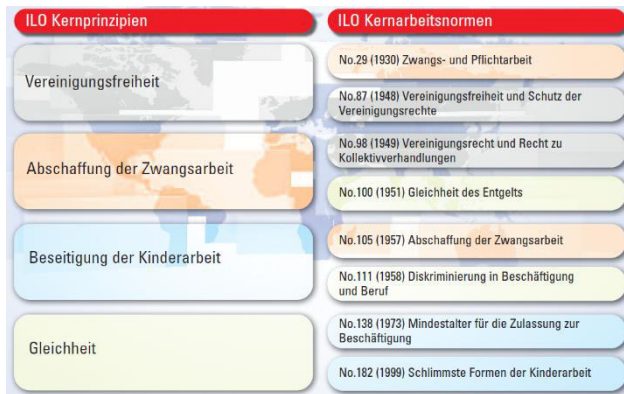 ILO Kernprinzipien
Vereinigungsfreiheit
Abschaffung der Zwangsarbeit
Beseitigung der Kinderarbeit
Gleichheit
ILO Kernarbeitsnormen
No.29 (1930) Zwangs- und Pflichtarbeit
No.87 (1948) Vereinigungsfreiheit und Schutz der
Vereinigungsrechte
No.98 (1949) Vereinigungsrecht und Recht zu
Kollektivverhandlungen
No.100 (1951) Gleichheit des Entgelts
No.105 (1957) Abschaffung der Zwangsarbeit
No.111 (1958) Diskriminierung in Beschäftigung
und Beruf
No.138 (1973) Mindestalter für die Zulassung zur
Beschäftigung
No.182 (1999) Schlimmste Formen der Kinderarbeit